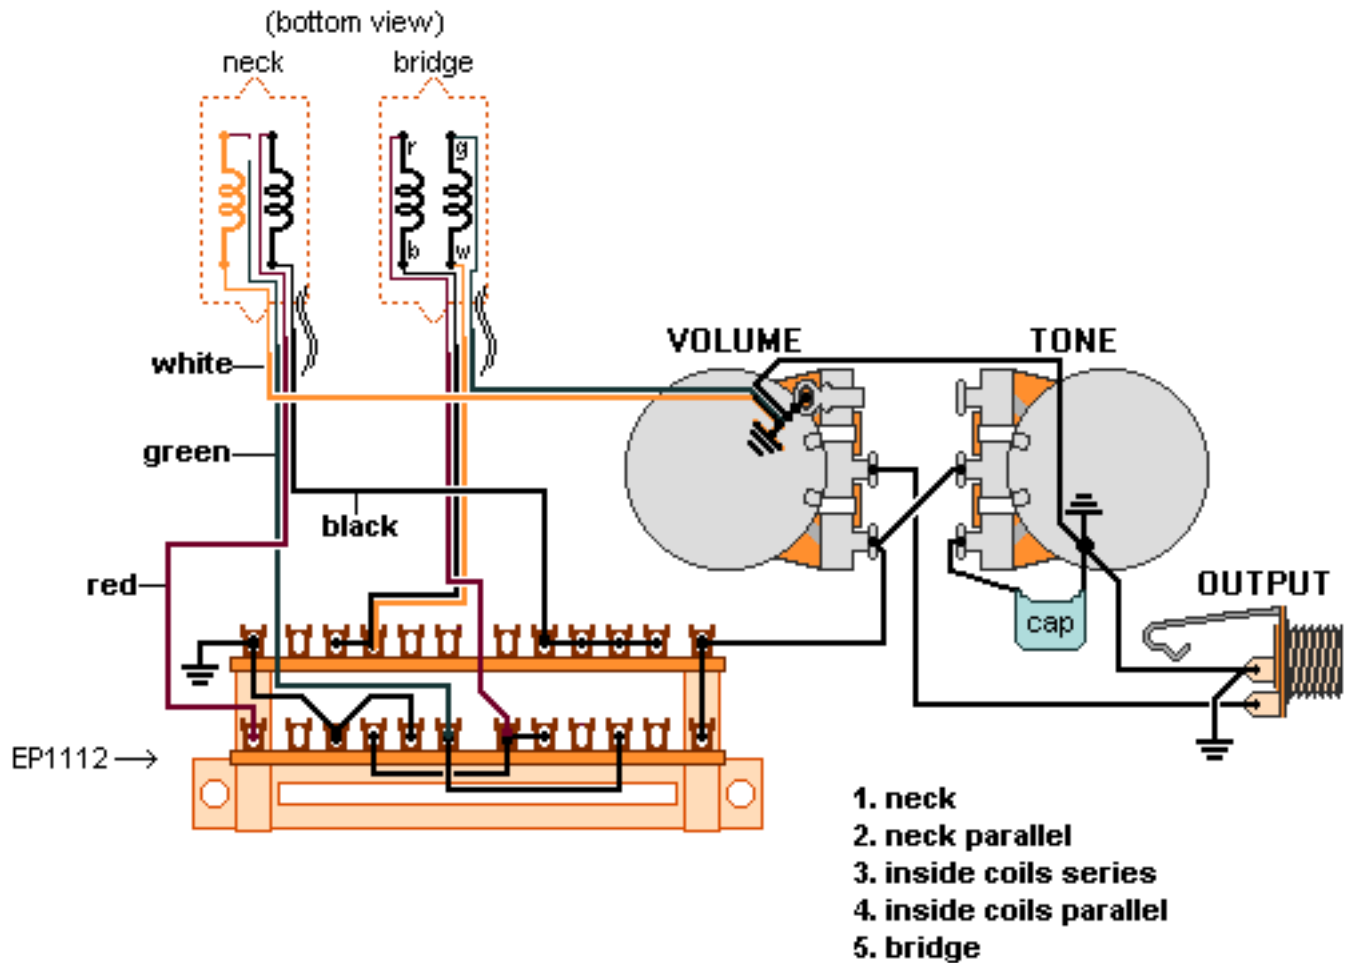 (bottom view)
neck
bridge
r
g
b
w
white
green
black
red
VOLUME
TONE
OUTPUT
cap
EP1112
1. neck
2. neck parallel
3. inside coils series
4. inside coils parallel
5. bridge